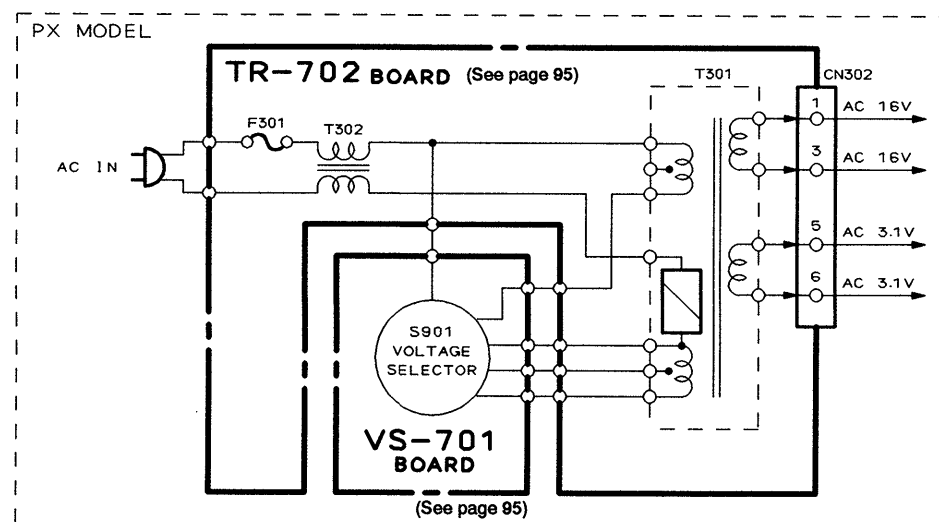 PX MODEL
TR-702 BOARD (See page 95)
T301
CN302
F301
T302
AC IN
1 AC 16V
3 AC 16V
5 AC 3.1V
6 AC 3.1V
S901
VOLTAGE
SELECTOR
VS-701
BOARD
(See page 95)